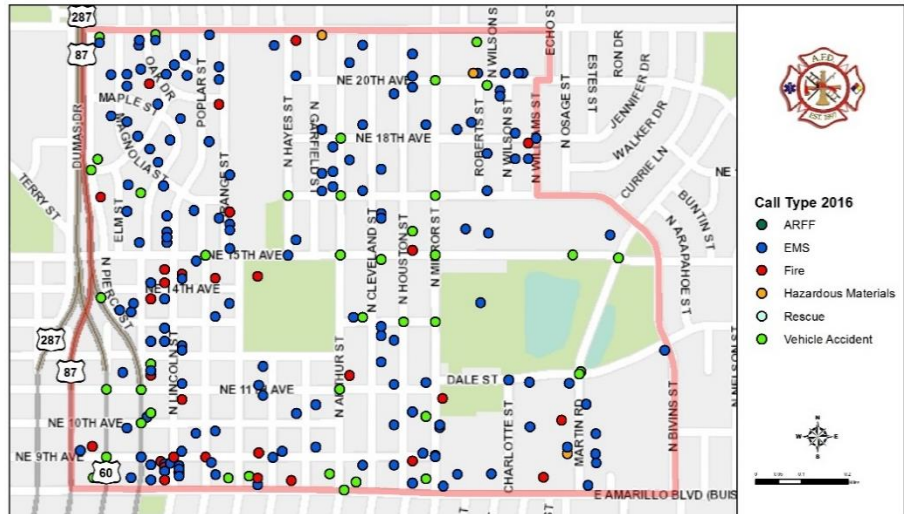 287
87
DUMAS DR
TERRY ST
ELM ST
MAPLE ST
OAK DR
MAGNOLIA ST
POPLAR ST
N HAYES ST
N GARFIELD ST
NE 20TH AVE
NE 18TH AVE
ROBERTS ST
N WILSON S
N WILSON ST
N WILLIAMS ST
ECHO ST
N OSAGE ST
ESTES ST
RON DR
JENNIFER DR
WALKER DR
CURRIE LN
NE
BUNTIN ST
N ARAPAHOE ST
NE 15TH AVE
NE 14TH AVE
N PIERCE ST
N CLEVELAND ST
N HOUSTON ST
N MIRROR ST
287
87
N LINCOLN ST
NE 11TH AVE
N ARTHUR ST
DALE ST
NE 10TH AVE
NE 9TH AVE
60
CHARLOTTE ST
MARTIN RD
N BIVINS ST
N NELSON ST
E AMARILLO BLVD (BUIS
A.F.D.
Call Type 2016
ARFF
EMS
Fire
Hazardous Materials
Rescue
Vehicle Accident
N
W
E
S